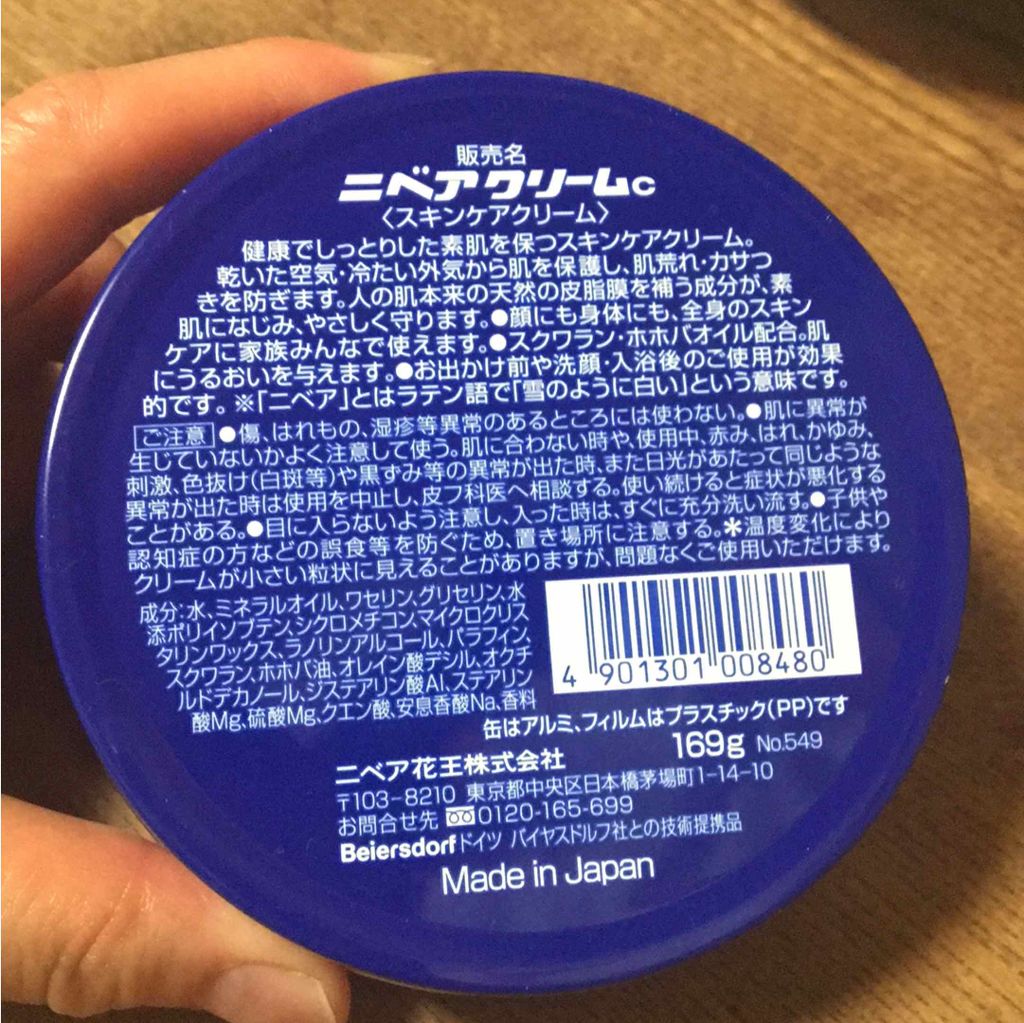 販売名
ニベアクリームc
〈スキンケアクリーム〉
健康でしっとりした素肌を保つスキンケアクリーム。
乾いた空気・冷たい外気から肌を保護し、肌荒れ・カサつ
きを防ぎます。人の肌本来の天然の皮脂膜を補う成分が、素
肌になじみ、やさしく守ります。●顔にも身体にも、全身のスキン
ケアに家族みんなで使えます。●スクワラン・ホホバオイル配合。肌
にうるおいを与えます。●お出かけ前や洗顔・入浴後のご使用が効果
的です。※「ニベア」とはラテン語で「雪のように白い」という意味です。
ご注意 ●傷、はれもの、湿疹等異常のあるところには使わない。●肌に異常が
生じていないかよく注意して使う。肌に合わない時や、使用中、赤み、はれ、かゆみ、
刺激、色抜け(白斑等)や黒ずみ等の異常が出た時、また日光があたって同じような
異常が出た時は使用を中止し、皮フ科医へ相談する。使い続けると症状が悪化する
ことがある。●目に入らないよう注意し、入った時は、すぐに充分洗い流す。●子供や
認知症の方などの誤食等を防ぐため、置き場所に注意する。＊温度変化により
クリームが小さい粒状に見えることがありますが、問題なくご使用いただけます。
成分:水、ミネラルオイル、ワセリン、グリセリン、水
添ポリイソブテン、シクロメチコン、マイクロクリス
タリンワックス、ラノリンアルコール、パラフィン、
スクワラン、ホホバ油、オレイン酸デシル、オクチ
ルドデカノール、ジステアリン酸Al、ステアリン
酸Mg、硫酸Mg、クエン酸、安息香酸Na、香料
4 901301 008480
缶はアルミ、フィルムはプラスチック(PP)です
169g No.549
ニベア花王株式会社
〒103-8210 東京都中央区日本橋茅場町1-14-10
お問合せ先 0120-165-699
Beiersdorf ドイツ バイヤスドルフ社との技術提携品
Made in Japan